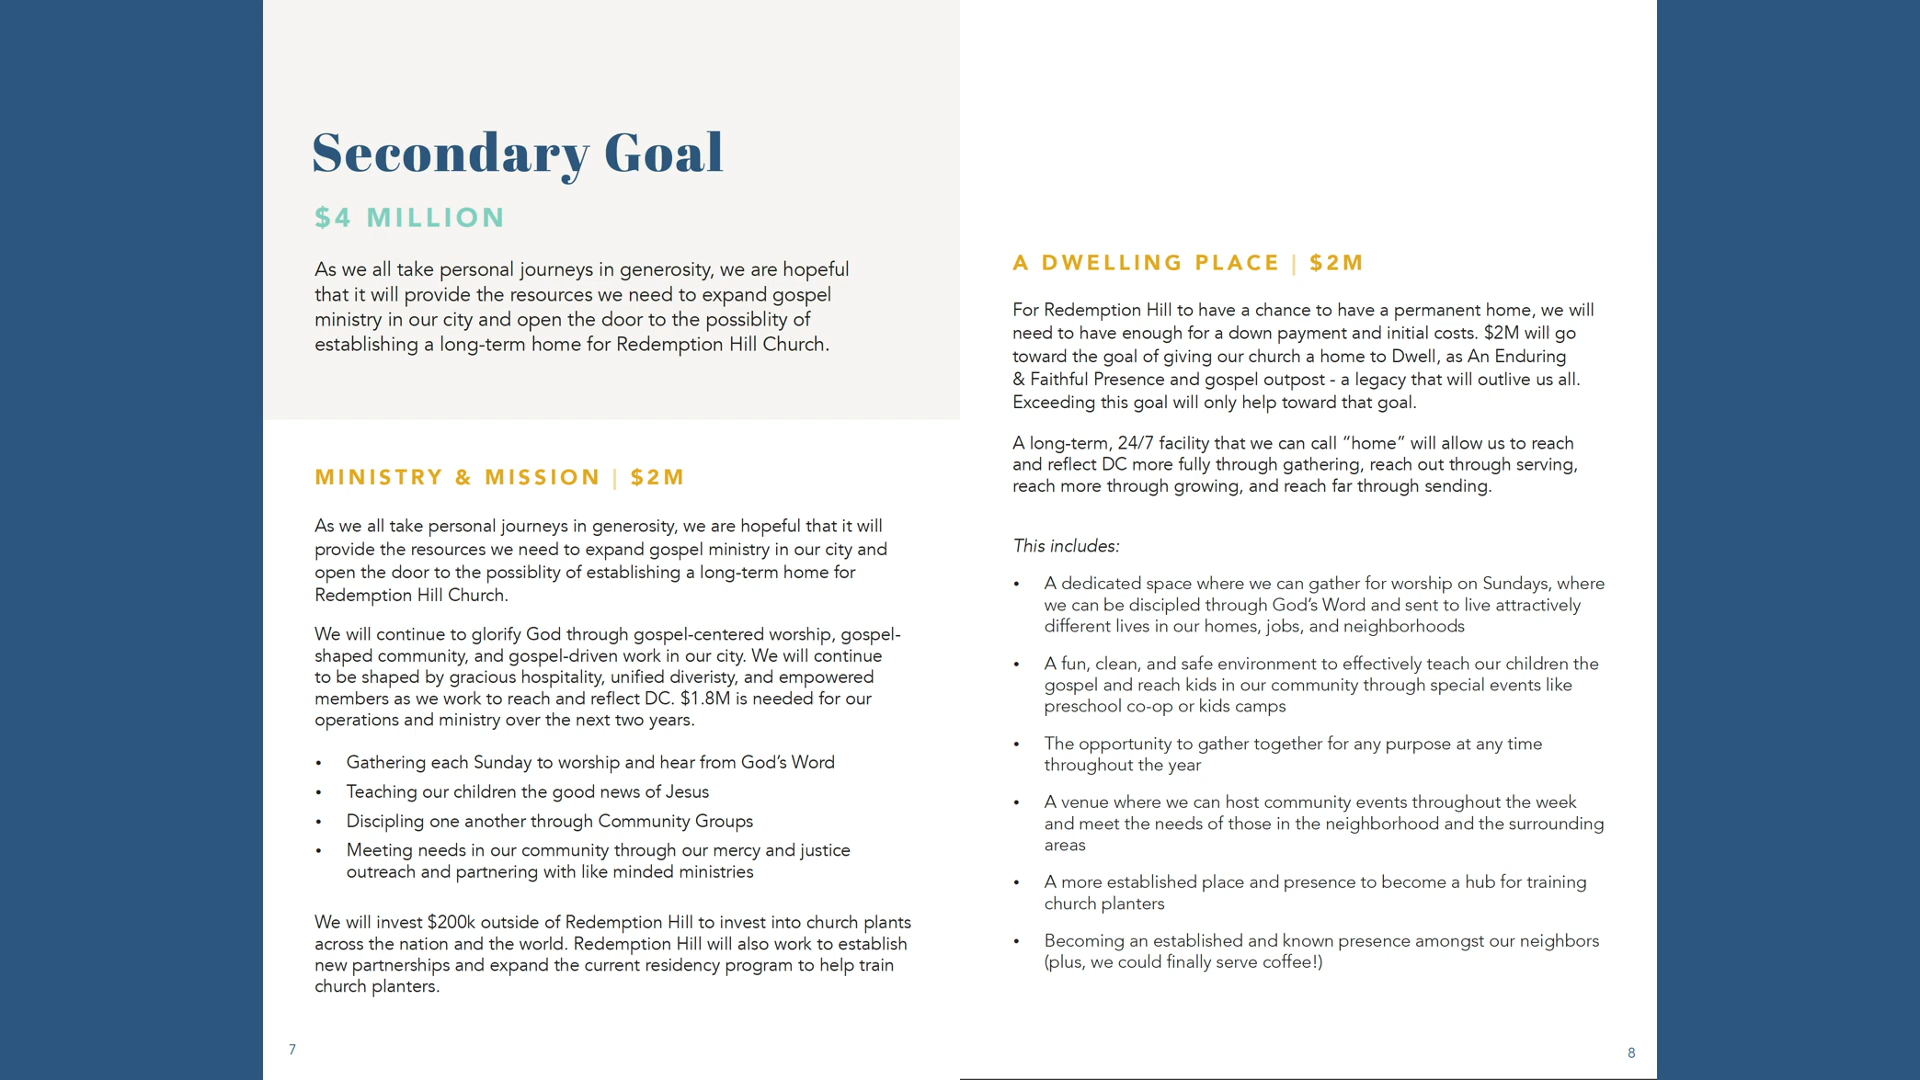 Secondary Goal
$4 MILLION
As we all take personal journeys in generosity, we are hopeful
that it will provide the resources we need to expand gospel
ministry in our city and open the door to the possiblity of
establishing a long-term home for Redemption Hill Church.
MINISTRY & MISSION | $2M
As we all take personal journeys in generosity, we are hopeful that it will
provide the resources we need to expand gospel ministry in our city and
open the door to the possiblity of establishing a long-term home for
Redemption Hill Church.
We will continue to glorify God through gospel-centered worship, gospel-
shaped community, and gospel-driven work in our city. We will continue
to be shaped by gracious hospitality, unified diveristy, and empowered
members as we work to reach and reflect DC. $1.8M is needed for our
operations and ministry over the next two years.
• Gathering each Sunday to worship and hear from God's Word
• Teaching our children the good news of Jesus
• Discipling one another through Community Groups
• Meeting needs in our community through our mercy and justice
outreach and partnering with like minded ministries
We will invest $200k outside of Redemption Hill to invest into church plants
across the nation and the world. Redemption Hill will also work to establish
new partnerships and expand the current residency program to help train
church planters.
7
A DWELLING PLACE | $2M
For Redemption Hill to have a chance to have a permanent home, we will
need to have enough for a down payment and initial costs. $2M will go
toward the goal of giving our church a home to Dwell, as An Enduring
& Faithful Presence and gospel outpost - a legacy that will outlive us all.
Exceeding this goal will only help toward that goal.
A long-term, 24/7 facility that we can call “home” will allow us to reach
and reflect DC more fully through gathering, reach out through serving,
reach more through growing, and reach far through sending.
This includes:
• A dedicated space where we can gather for worship on Sundays, where
we can be discipled through God's Word and sent to live attractively
different lives in our homes, jobs, and neighborhoods
• A fun, clean, and safe environment to effectively teach our children the
gospel and reach kids in our community through special events like
preschool co-op or kids camps
• The opportunity to gather together for any purpose at any time
throughout the year
• A venue where we can host community events throughout the week
and meet the needs of those in the neighborhood and the surrounding
areas
• A more established place and presence to become a hub for training
church planters
• Becoming an established and known presence amongst our neighbors
(plus, we could finally serve coffee!)
8